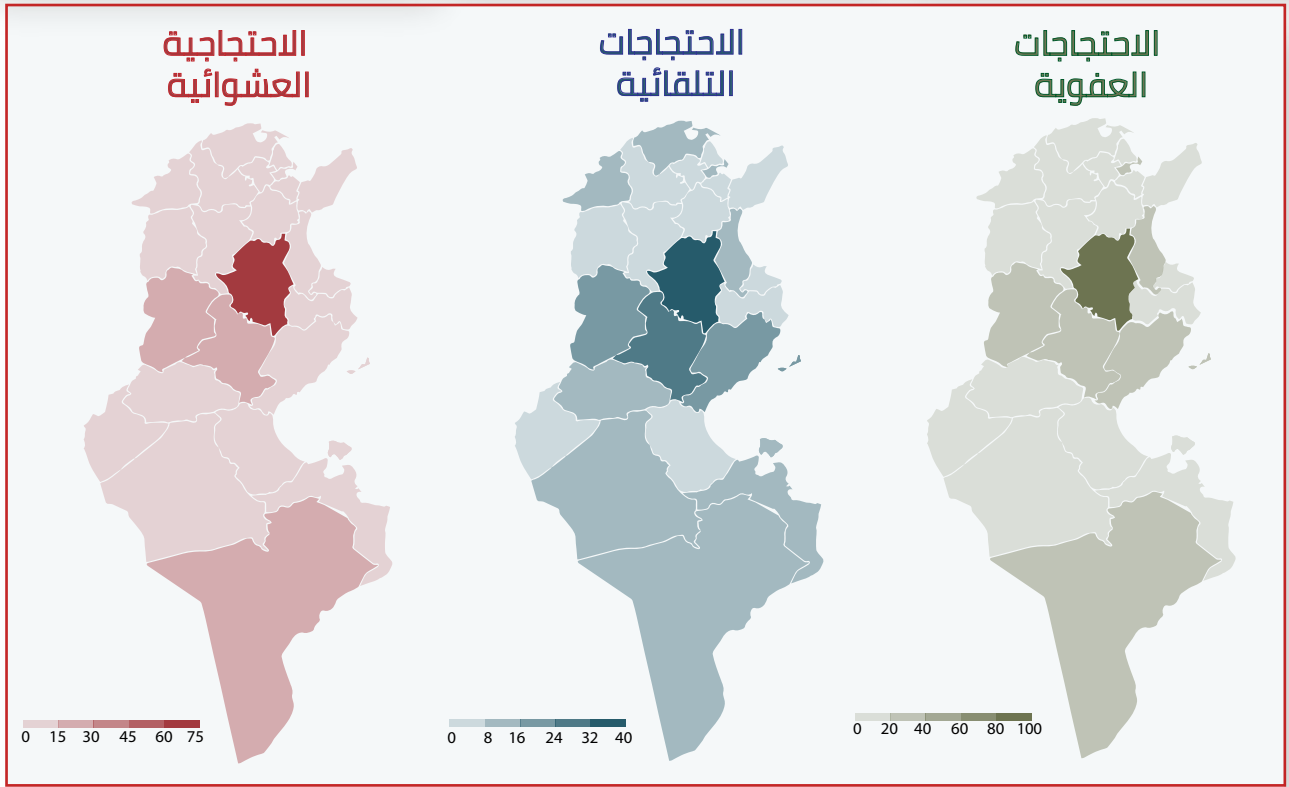 الاحتجاجات
العفوية
الاحتجاجات
التلقائية
الاحتجاجية
العشوائية
0 20 40 60 80 100
0 8 16 24 32 40
0 15 30 45 60 75